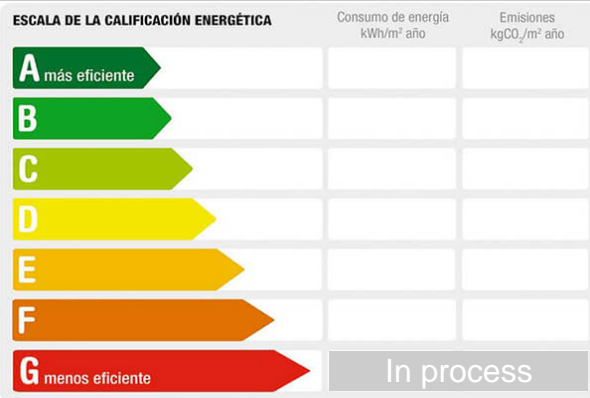 ESCALA DE LA CALIFICACIÓN ENERGÉTICA
Consumo de energía
kWh/m² año
Emisiones
kgCO₂/m² año
A más eficiente
B
C
D
E
F
G menos eficiente
In process